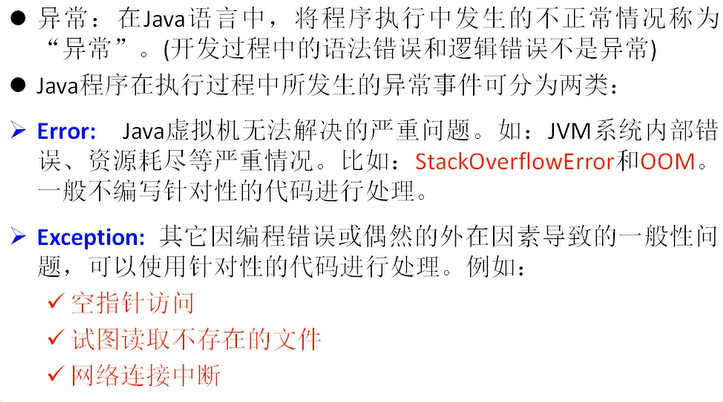 ● 异常：在Java语言中，将程序执行中发生的不正常情况称为
“异常”。(开发过程中的语法错误和逻辑错误不是异常)
● Java程序在执行过程中所发生的异常事件可分为两类：
➢ Error: Java虚拟机无法解决的严重问题。如：JVM系统内部错
误、资源耗尽等严重情况。比如：StackOverflowError和OOM。
一般不编写针对性的代码进行处理。
➢ Exception: 其它因编程错误或偶然的外在因素导致的一般性问
题，可以使用针对性的代码进行处理。例如：
✓ 空指针访问
✓ 试图读取不存在的文件
✓ 网络连接中断